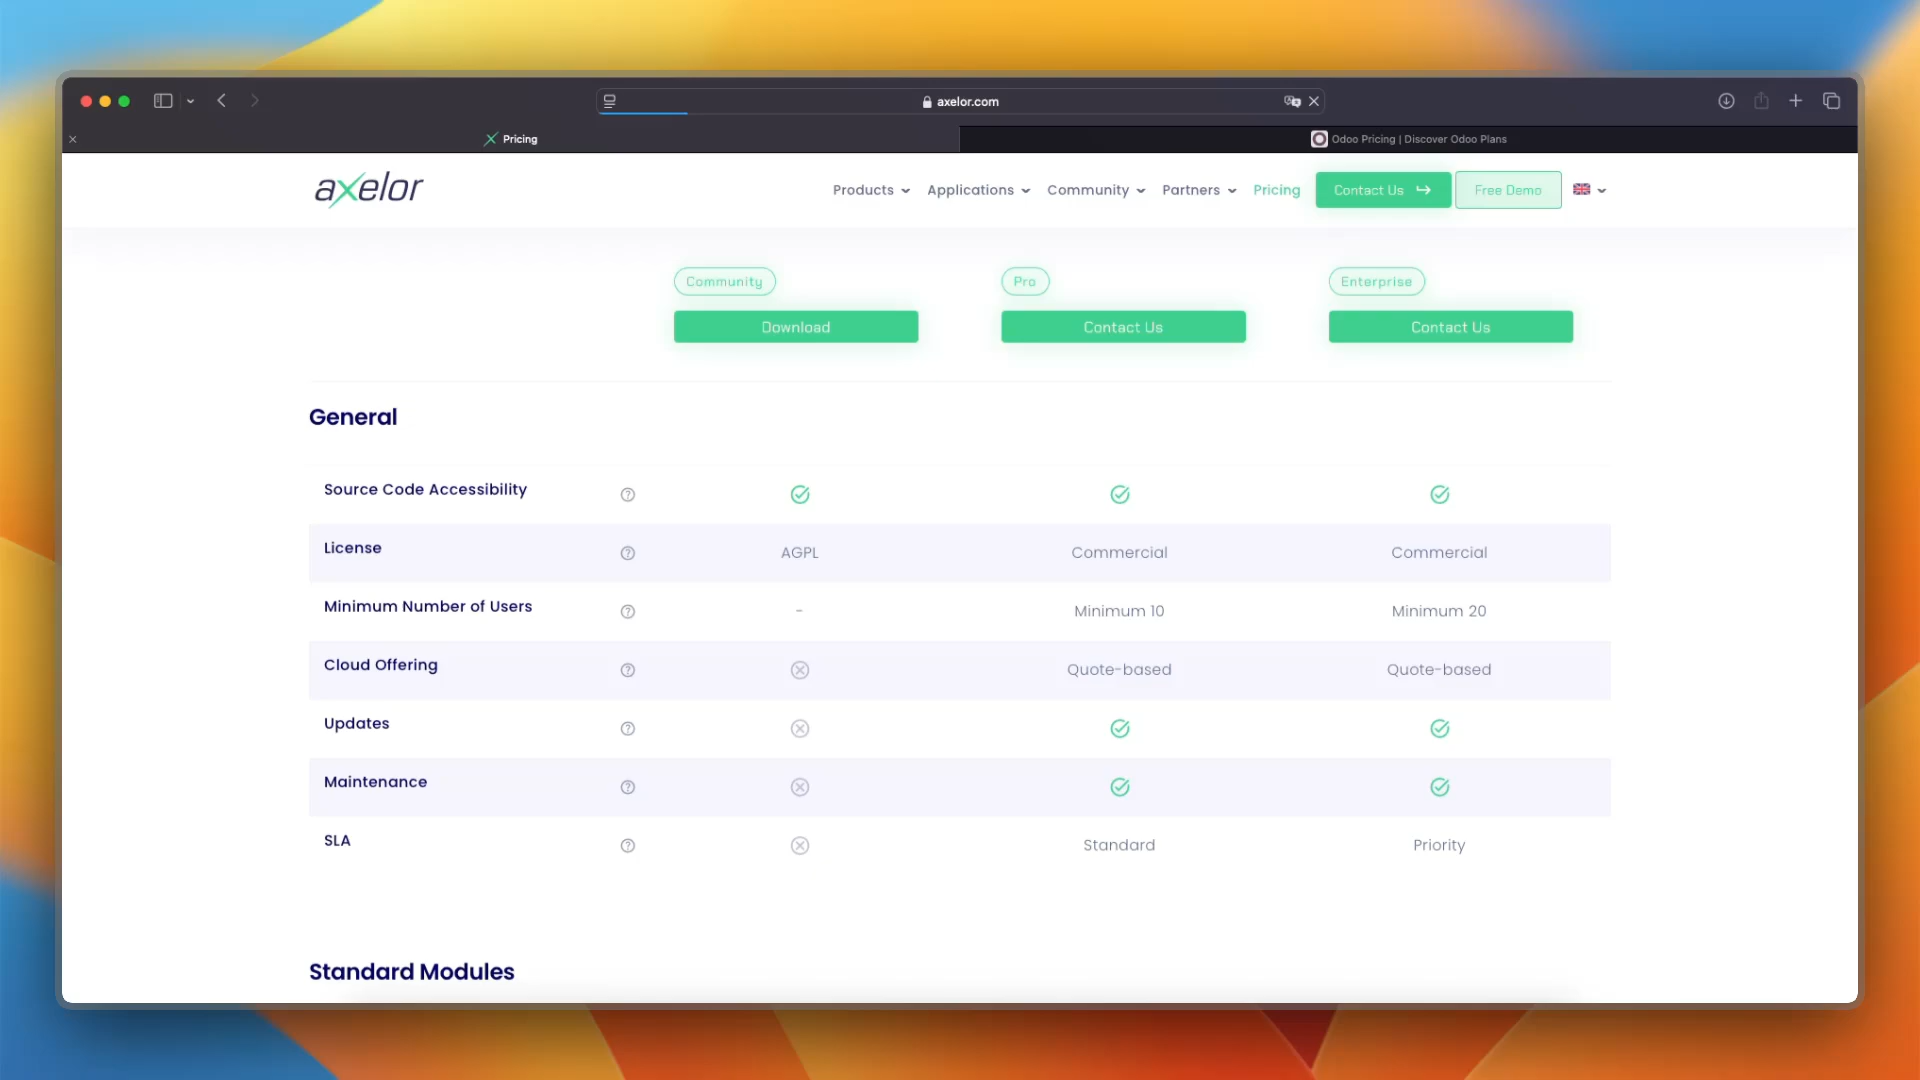 axelor.com
Pricing
Odoo Pricing | Discover Odoo Plans
axelor
Products
Applications
Community
Partners
Pricing
Contact Us
Free Demo
Community
Pro
Enterprise
Download
Contact Us
Contact Us
General
Source Code Accessibility
License
AGPL
Commercial
Commercial
Minimum Number of Users
-
Minimum 10
Minimum 20
Cloud Offering
Quote-based
Quote-based
Updates
Maintenance
SLA
Standard
Priority
Standard Modules